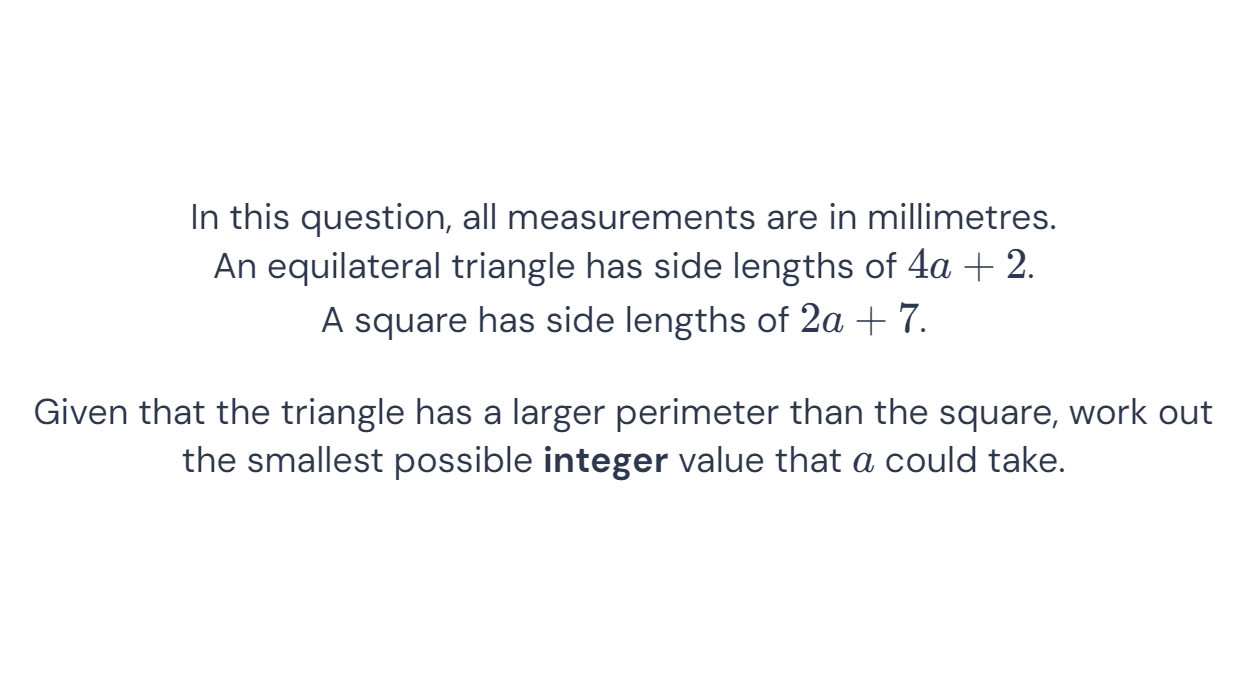 In this question, all measurements are in millimetres.
An equilateral triangle has side lengths of 4a + 2.
A square has side lengths of 2a + 7.
Given that the triangle has a larger perimeter than the square, work out
the smallest possible integer value that a could take.